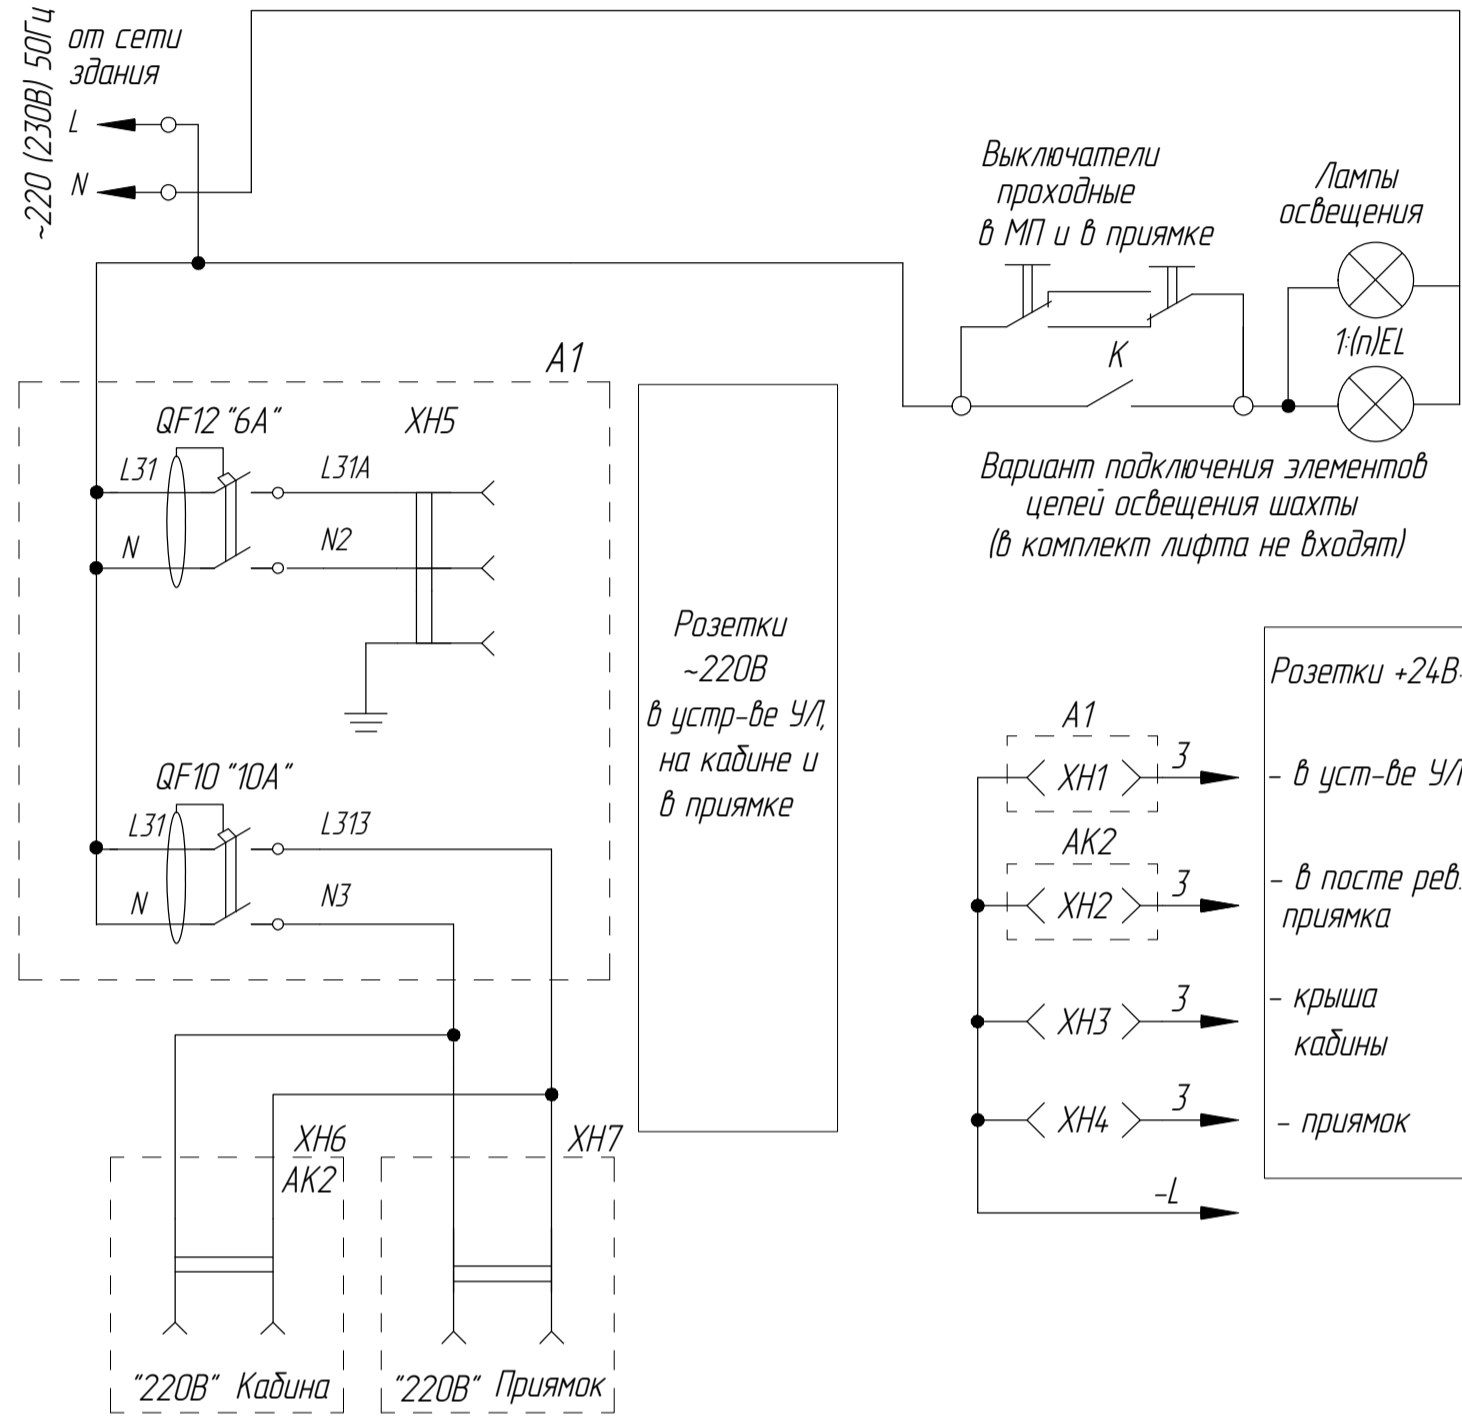 ~220 (230В) 50Гц
от сети
здания
L
N
Выключатели
проходные
в МП и в приямке
Лампы
освещения
1:(n)EL
K
Вариант подключения элементов
цепей освещения шахты
(в комплект лифта не входят)
A1
QF12 "6A"
XH5
L31
L31A
N
N2
QF10 "10A"
L31
L313
N
N3
Розетки
~220В
в устр-ве УЛ,
на кабине и
в приямке
XH6
AK2
"220В" Кабина
XH7
"220В" Приямок
A1
XH1
3
AK2
XH2
3
XH3
3
XH4
3
-L
Розетки +24В
- в уст-ве УЛ
- в посте рев.
приямка
- крыша
кабины
- приямок